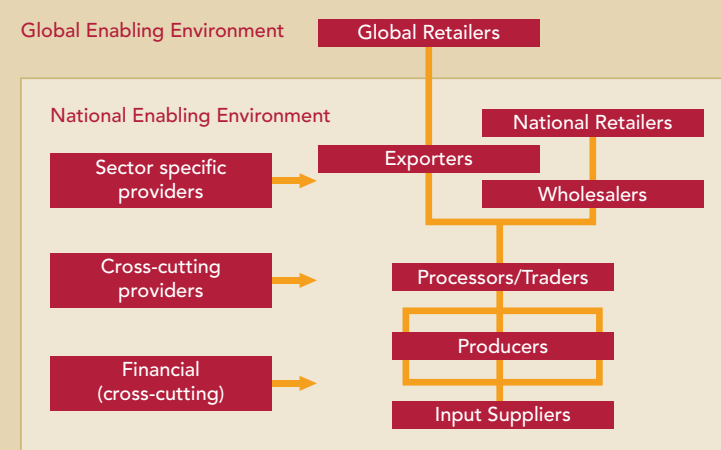 Global Enabling Environment
Global Retailers
National Enabling Environment
National Retailers
Exporters
Sector specific
providers
Wholesalers
Cross-cutting
providers
Processors/Traders
Producers
Financial
(cross-cutting)
Input Suppliers